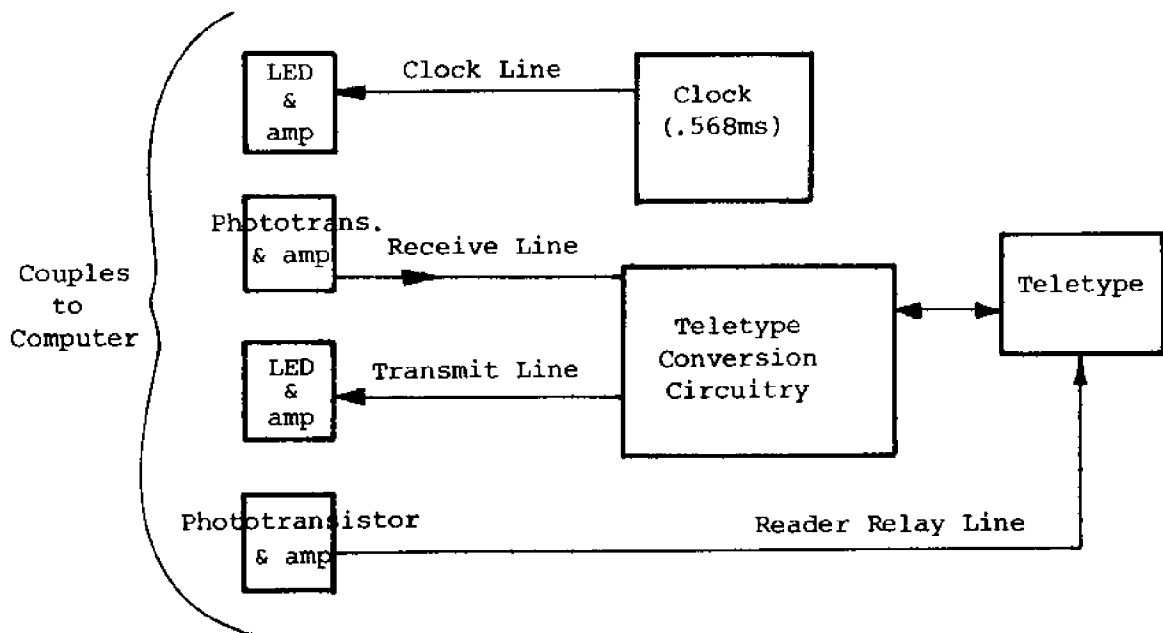 LED
&
amp
Clock Line
Clock
(.568ms)
Phototrans.
& amp
Receive Line
Couples
to
Computer
Teletype
Conversion
Circuitry
Teletype
LED
&
amp
Transmit Line
Phototransistor
& amp
Reader Relay Line